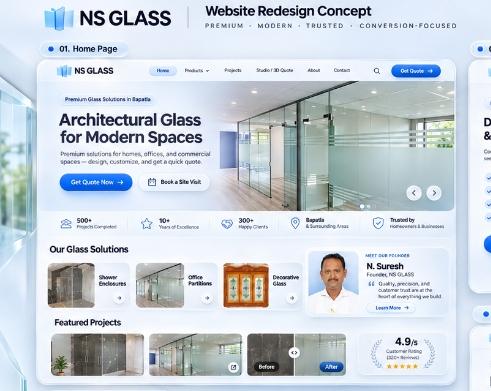 NS GLASS
Website Redesign Concept
PREMIUM • MODERN • TRUSTED • CONVERSION-FOCUSED
01. Home Page
NS GLASS
Home
Products
Projects
Studio / 3D Quote
About
Contact
Get Quote →
Premium Glass Solutions in Bapatla
Architectural Glass
for Modern Spaces
Premium solutions for homes, offices, and commercial
spaces — design, customize, and get a quick quote.
Get Quote Now →
Book a Site Visit
500+
Projects Completed
10+
Years of Excellence
300+
Happy Clients
Bapatla
& Surrounding Areas
Trusted by
Homeowners & Businesses
Our Glass Solutions
Shower
Enclosures
Office
Partitions
Decorative
Glass
MEET OUR FOUNDER
N. Suresh
Founder, NS GLASS
“ Quality, precision, and
customer trust are at the
heart of everything we build
Learn More →
Featured Projects
Before
After
4.9/5
Customer Rating